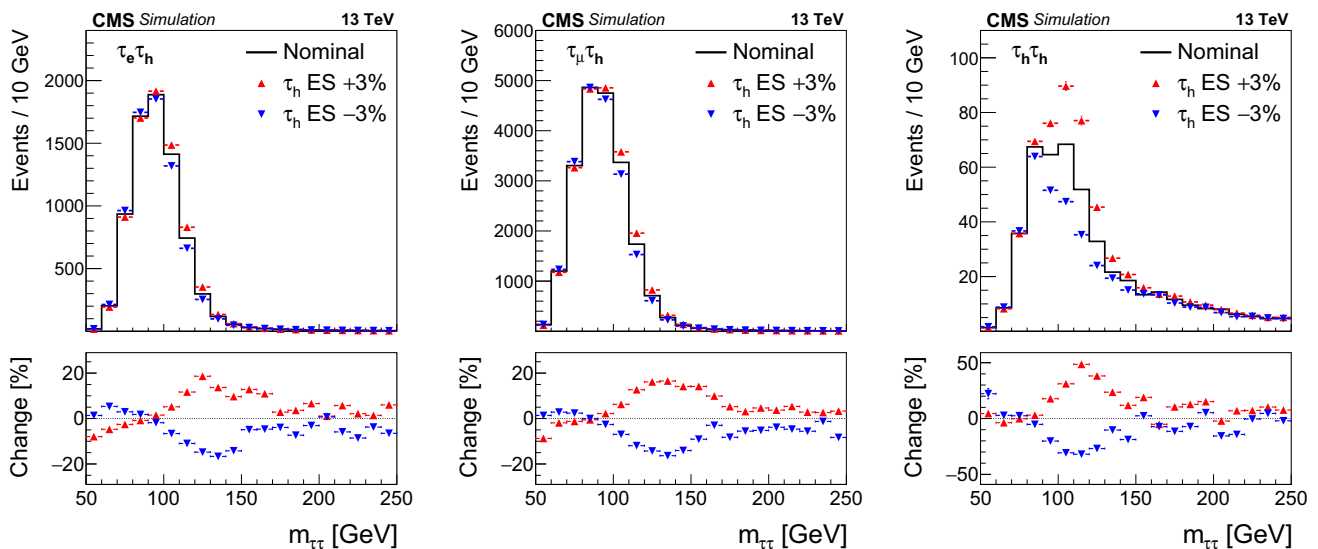 CMS Simulation 13 TeV
τeτh
Nominal
τh ES +3%
τh ES −3%
Events / 10 GeV
2000
1500
1000
500
Change [%]
20
0
−20
50 100 150 200 250
mττ [GeV]
CMS Simulation 13 TeV
τμτh
Nominal
τh ES +3%
τh ES −3%
Events / 10 GeV
6000
5000
4000
3000
2000
1000
Change [%]
20
0
−20
50 100 150 200 250
mττ [GeV]
CMS Simulation 13 TeV
τhτh
Nominal
τh ES +3%
τh ES −3%
Events / 10 GeV
100
80
60
40
20
Change [%]
50
0
−50
50 100 150 200 250
mττ [GeV]